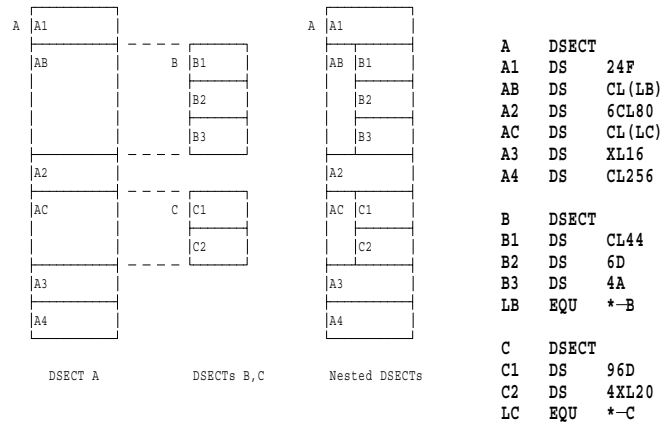 A A1
AB
A2
AC
A3
A4
DSECT A
B B1
B2
B3
C C1
C2
DSECTs B,C
A A1
AB B1
B2
B3
A2
AC C1
C2
A3
A4
Nested DSECTs
A DSECT
A1 DS 24F
AB DS CL(LB)
A2 DS 6CL80
AC DS CL(LC)
A3 DS XL16
A4 DS CL256
B DSECT
B1 DS CL44
B2 DS 6D
B3 DS 4A
LB EQU *-B
C DSECT
C1 DS 96D
C2 DS 4XL20
LC EQU *-C